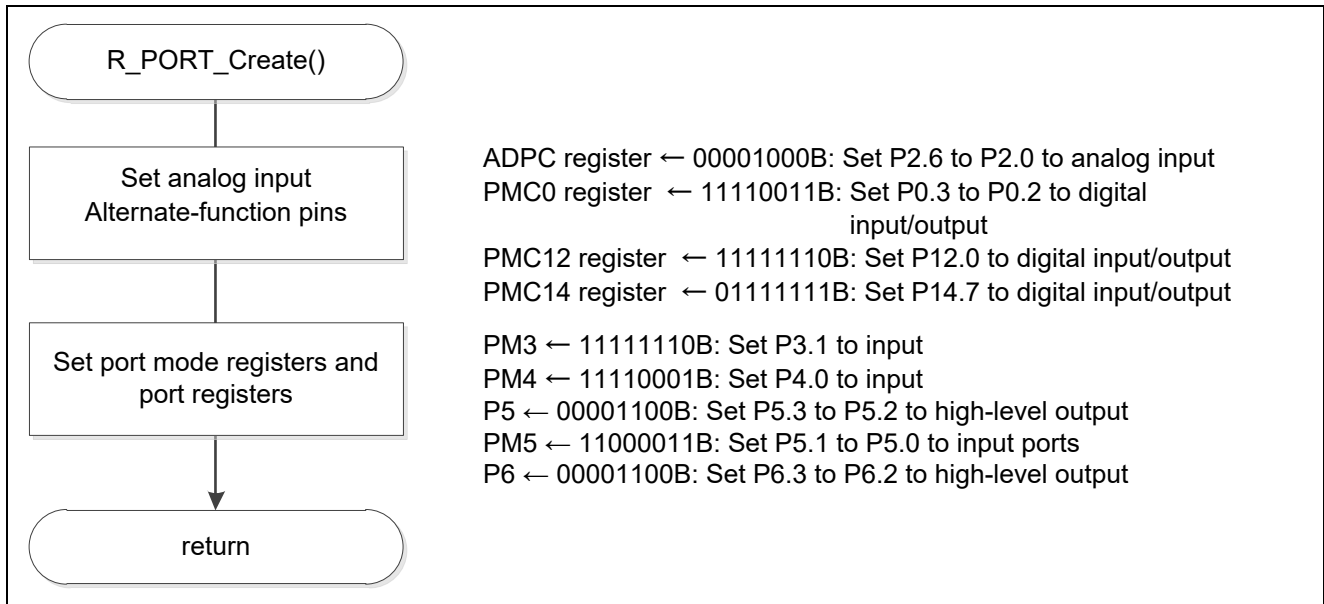 R_PORT_Create()
Set analog input
Alternate-function pins
ADPC register ← 00001000B: Set P2.6 to P2.0 to analog input
PMC0 register ← 11110011B: Set P0.3 to P0.2 to digital
input/output
PMC12 register ← 11111110B: Set P12.0 to digital input/output
PMC14 register ← 01111111B: Set P14.7 to digital input/output
Set port mode registers and
port registers
PM3 ← 11111110B: Set P3.1 to input
PM4 ← 11110001B: Set P4.0 to input
P5 ← 00001100B: Set P5.3 to P5.2 to high-level output
PM5 ← 11000011B: Set P5.1 to P5.0 to input ports
P6 ← 00001100B: Set P6.3 to P6.2 to high-level output
return